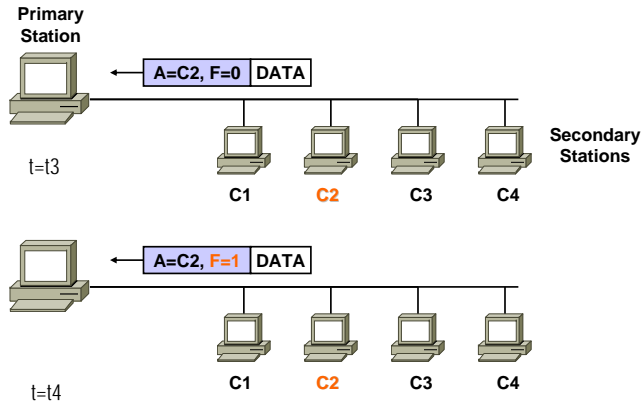 Primary
Station
A=C2, F=0 DATA
Secondary
Stations
t=t3
C1 C2 C3 C4
A=C2, F=1 DATA
C1 C2 C3 C4
t=t4